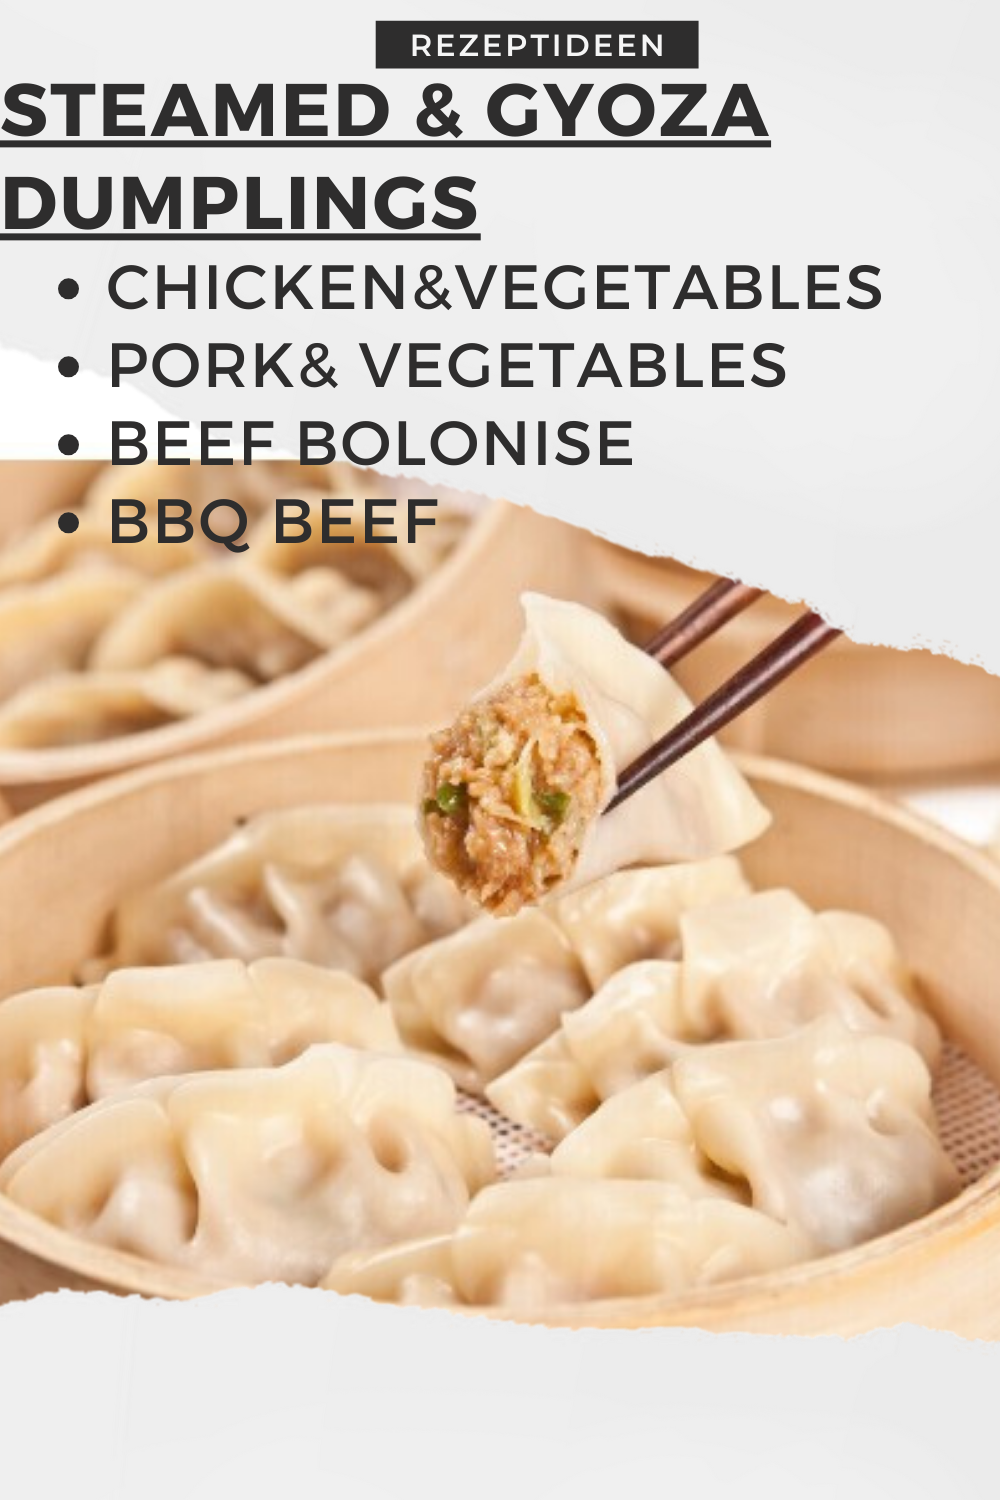 REZEPTIDEEN
STEAMED & GYOZA
DUMPLINGS
• CHICKEN&VEGETABLES
• PORK& VEGETABLES
• BEEF BOLONISE
• BBQ BEEF